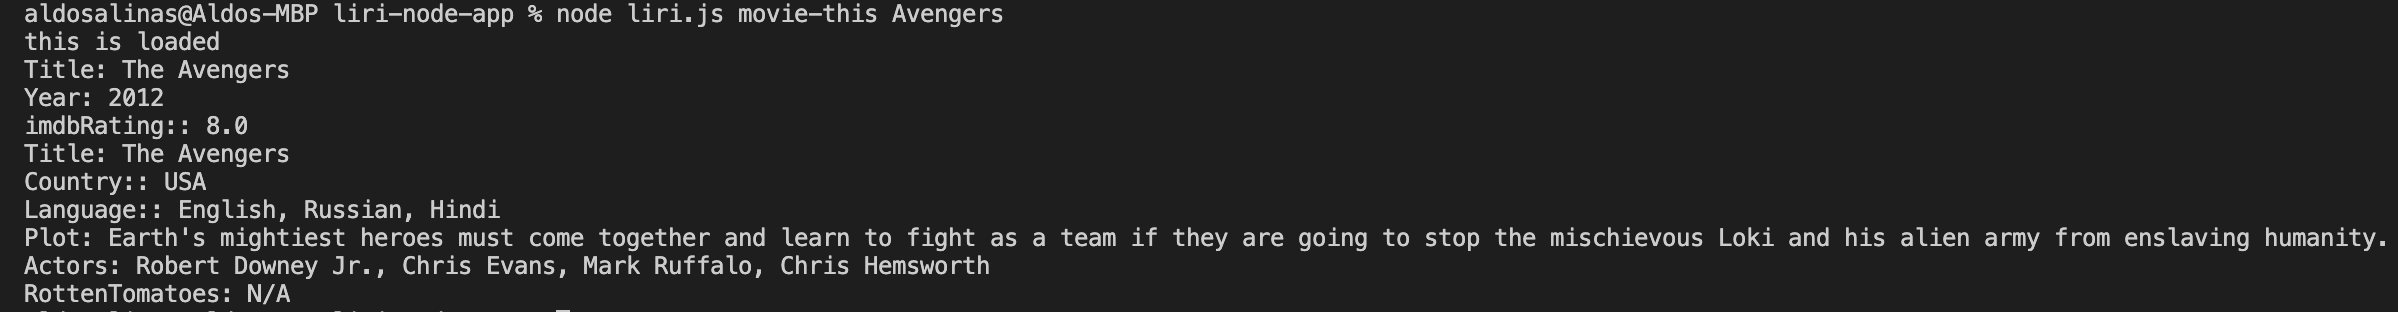 aldosalinas@Aldos-MBP liri-node-app % node liri.js movie-this Avengers
this is loaded
Title: The Avengers
Year: 2012
imdbRating:: 8.0
Title: The Avengers
Country:: USA
Language:: English, Russian, Hindi
Plot: Earth's mightiest heroes must come together and learn to fight as a team if they are going to stop the mischievous Loki and his alien army from enslaving humanity.
Actors: Robert Downey Jr., Chris Evans, Mark Ruffalo, Chris Hemsworth
RottenTomatoes: N/A